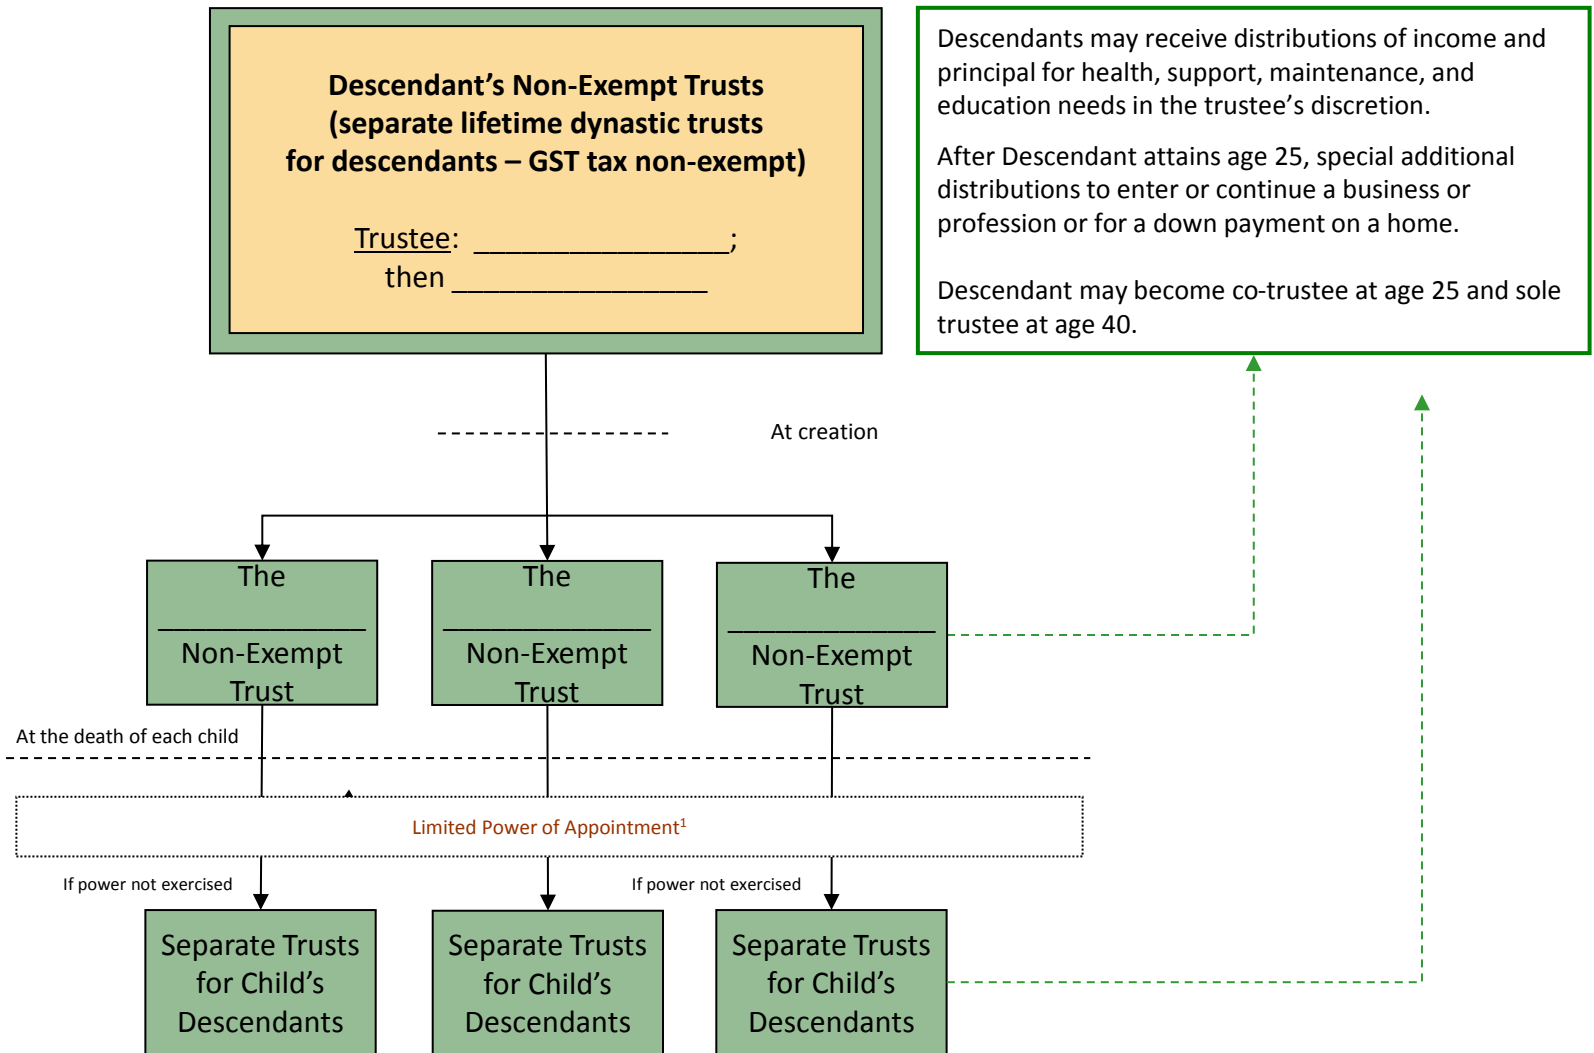 Descendant’s Non-Exempt Trusts
(separate lifetime dynastic trusts
for descendants – GST tax non-exempt)
Trustee: ________________;
then ________________
Descendants may receive distributions of income and
principal for health, support, maintenance, and
education needs in the trustee’s discretion.
After Descendant attains age 25, special additional
distributions to enter or continue a business or
profession or for a down payment on a home.
Descendant may become co-trustee at age 25 and sole
trustee at age 40.
At creation
The
_____________
Non-Exempt
Trust
The
_____________
Non-Exempt
Trust
The
_____________
Non-Exempt
Trust
At the death of each child
Limited Power of Appointment¹
If power not exercised
If power not exercised
Separate Trusts
for Child’s
Descendants
Separate Trusts
for Child’s
Descendants
Separate Trusts
for Child’s
Descendants